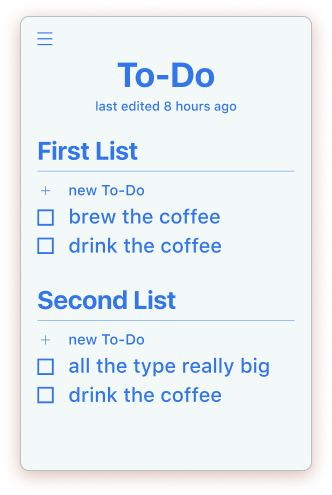 To-Do
last edited 8 hours ago
First List
+ new To-Do
brew the coffee
drink the coffee
Second List
+ new To-Do
all the type really big
drink the coffee